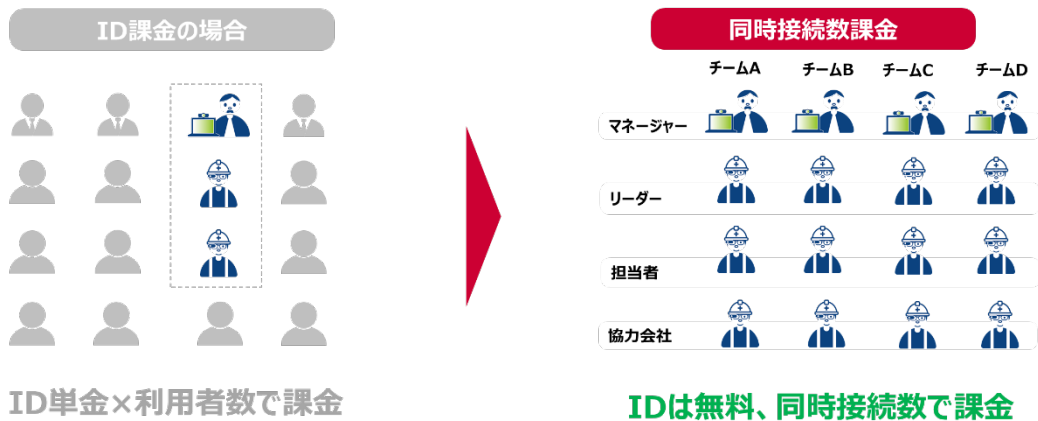 ID課金の場合
同時接続数課金
チームA
チームB
チームC
チームD
マネージャー
リーダー
担当者
協力会社
ID単金×利用者数で課金
IDは無料、同時接続数で課金